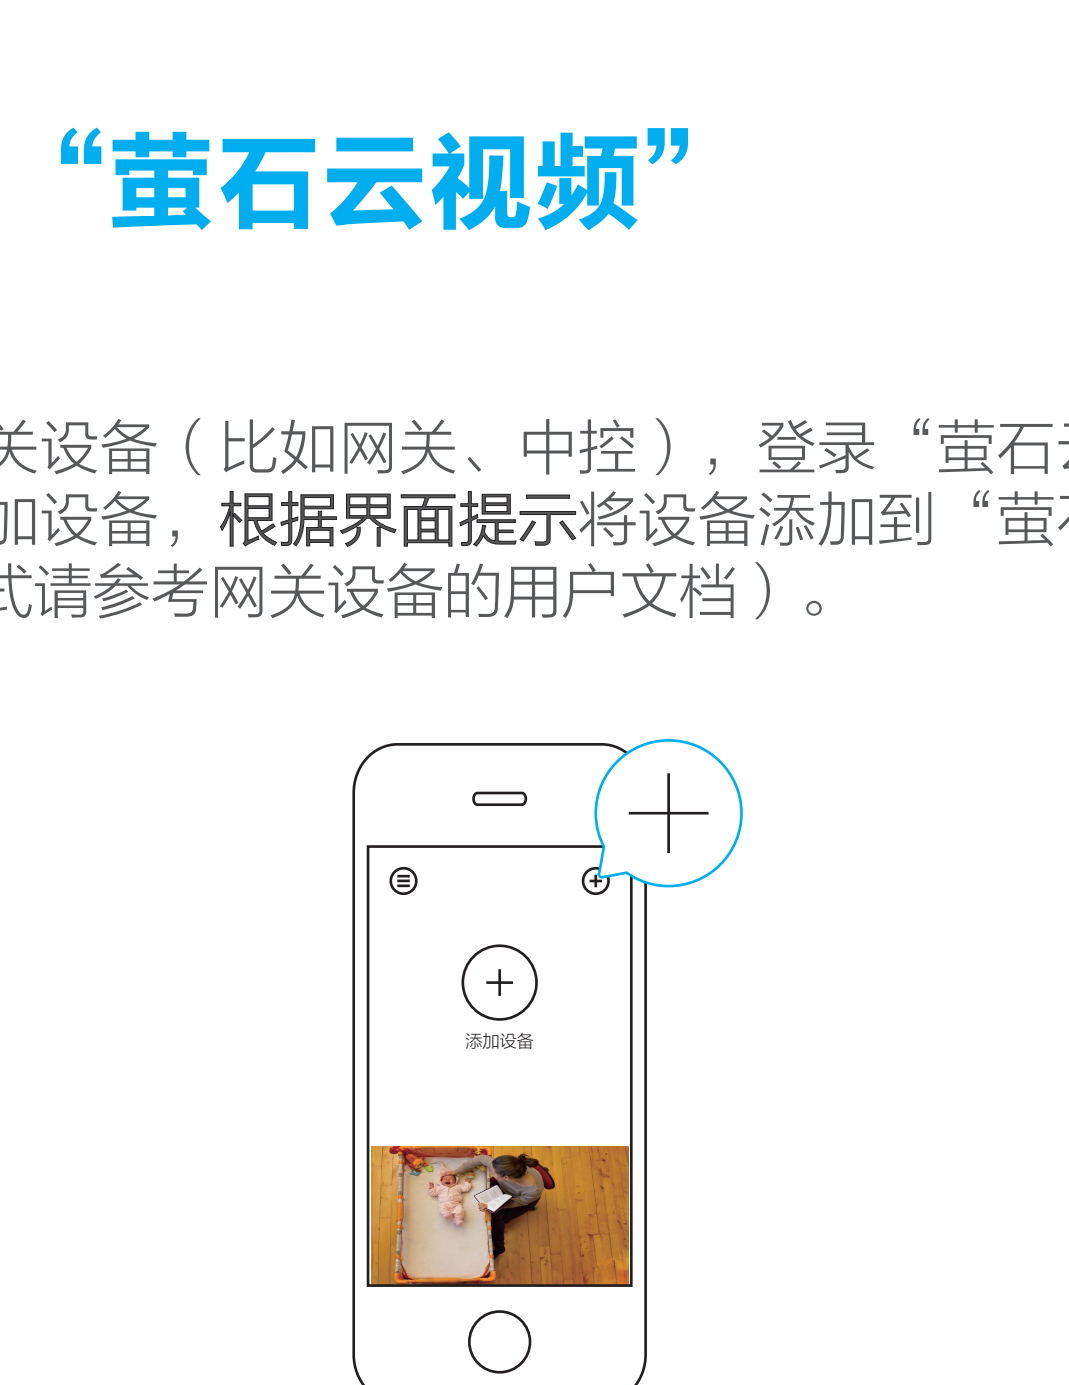 “萤石云视频”
关设备（比如网关、中控），登录“萤石云
加设备，根据界面提示将设备添加到“萤石
式请参考网关设备的用户文档）。
添加设备